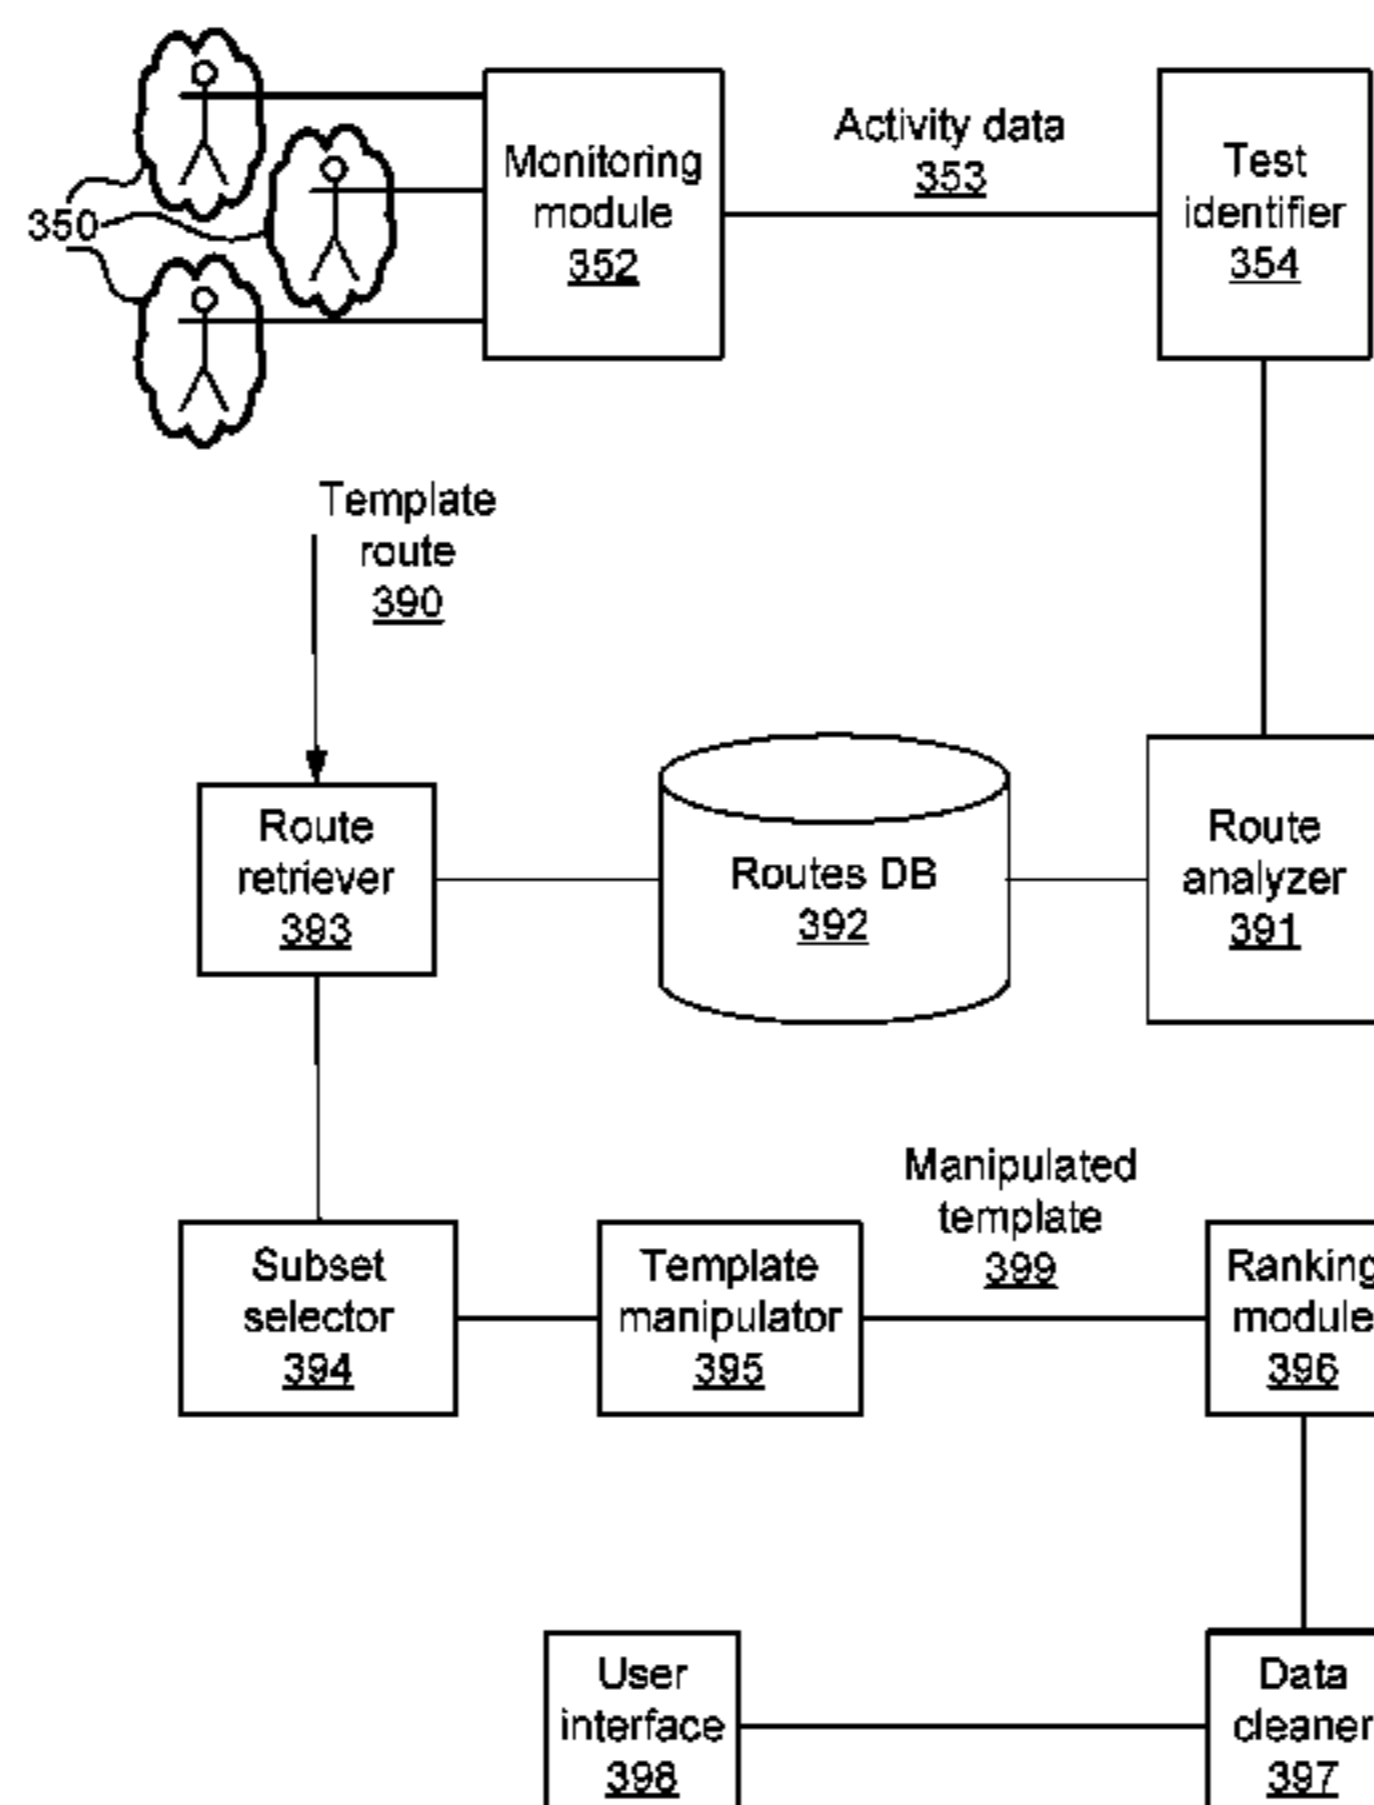 Monitoring
module
352
Activity data
353
Test
identifier
354
350
Template
route
390
Route
retriever
393
Routes DB
392
Route
analyzer
391
Subset
selector
394
Template
manipulator
395
Manipulated
template
399
Ranking
module
396
User
interface
398
Data
cleaner
397